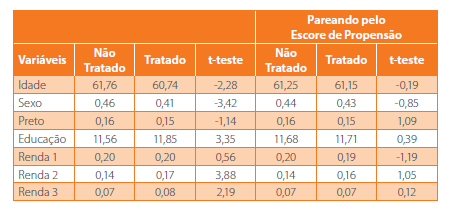 Pareando pelo
Escore de Propensão
Variáveis Não Tratado Tratado t-teste Não Tratado Tratado t-teste
Idade 61,76 60,74 -2,28 61,25 61,15 -0,19
Sexo 0,46 0,41 -3,42 0,44 0,43 -0,85
Preto 0,16 0,15 -1,14 0,16 0,15 1,09
Educação 11,56 11,85 3,35 11,68 11,71 0,39
Renda 1 0,20 0,20 0,56 0,20 0,19 -1,19
Renda 2 0,14 0,17 3,88 0,14 0,16 1,05
Renda 3 0,07 0,08 2,19 0,07 0,07 0,12